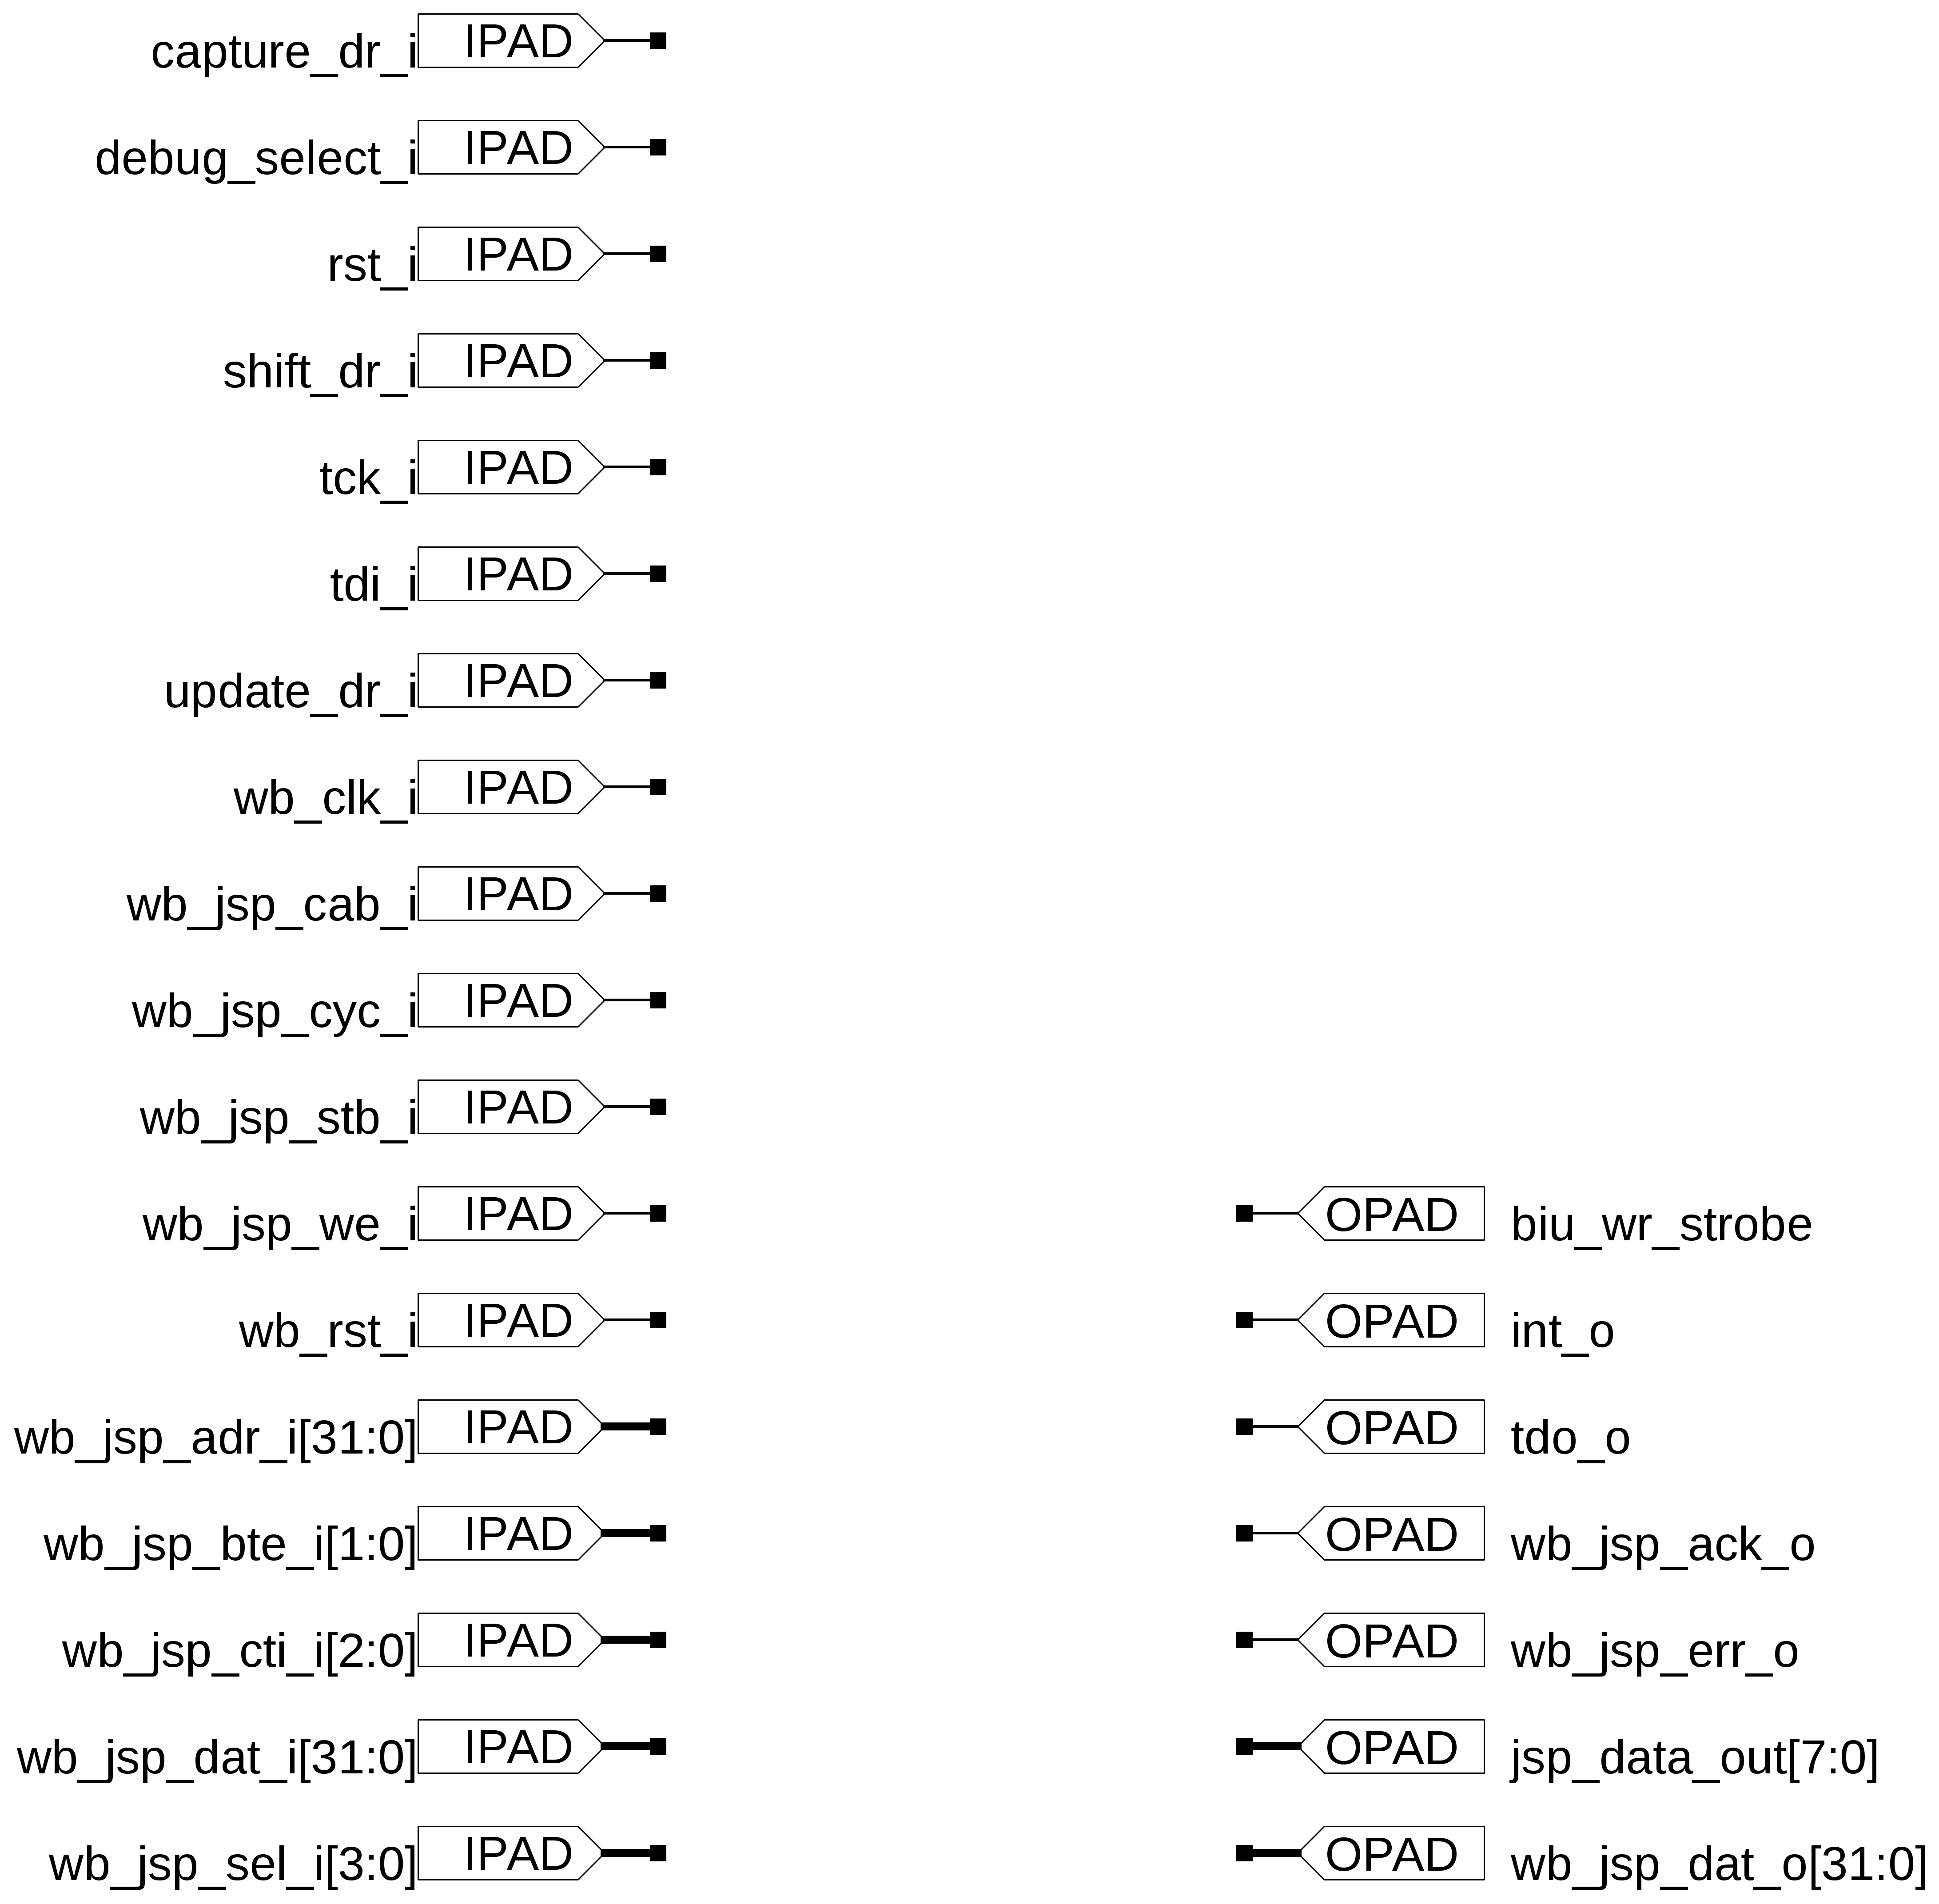 capture_dr_i IPAD
debug_select_i IPAD
rst_i IPAD
shift_dr_i IPAD
tck_i IPAD
tdi_i IPAD
update_dr_i IPAD
wb_clk_i IPAD
wb_jsp_cab_i IPAD
wb_jsp_cyc_i IPAD
wb_jsp_stb_i IPAD
wb_jsp_we_i IPAD OPAD biu_wr_strobe
wb_rst_i IPAD OPAD int_o
wb_jsp_adr_i[31:0] IPAD OPAD tdo_o
wb_jsp_bte_i[1:0] IPAD OPAD wb_jsp_ack_o
wb_jsp_cti_i[2:0] IPAD OPAD wb_jsp_err_o
wb_jsp_dat_i[31:0] IPAD OPAD jsp_data_out[7:0]
wb_jsp_sel_i[3:0] IPAD OPAD wb_jsp_dat_o[31:0]